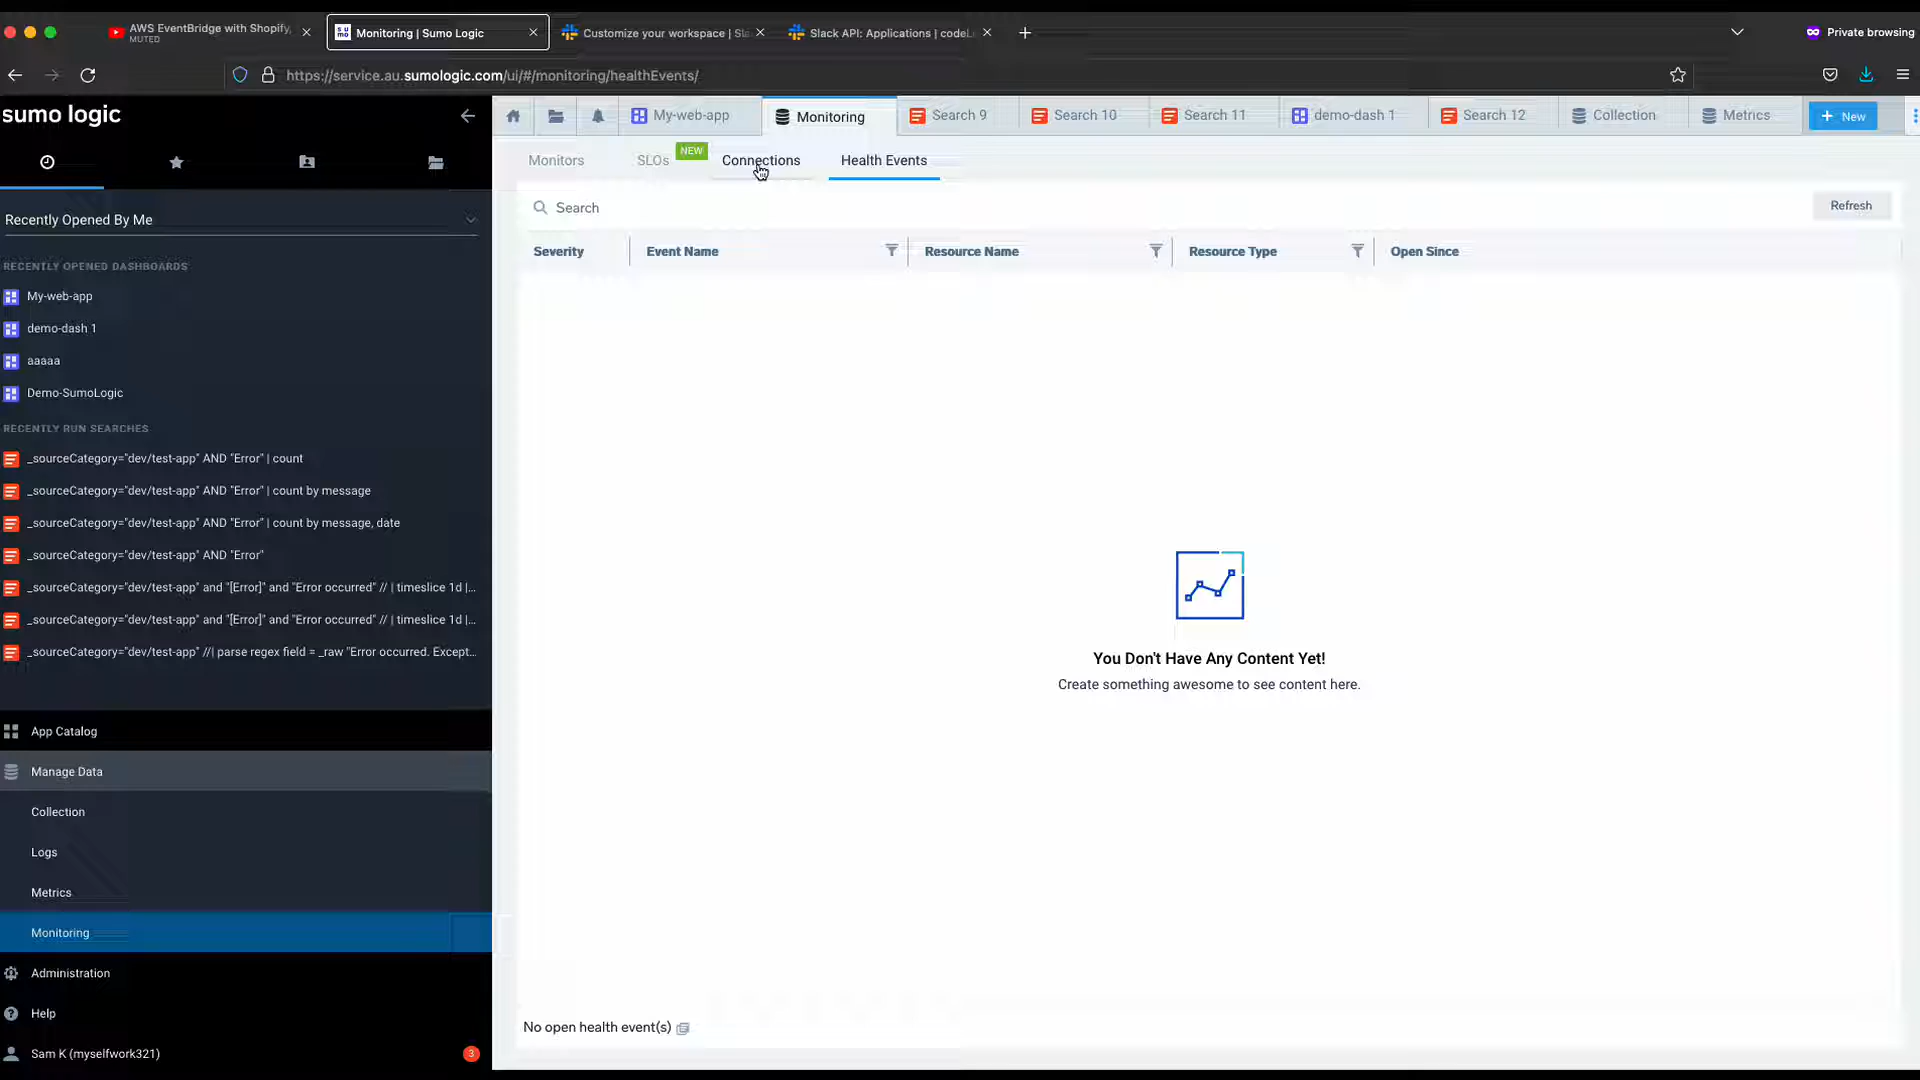 AWS EventBridge with Shopify,
MUTED
Monitoring | Sumo Logic
Customize your workspace | Sla
Slack API: Applications | codeL
Private browsing
https://service.au.sumologic.com/ui/#/monitoring/healthEvents/
sumo logic
My-web-app
Monitoring
Search 9
Search 10
Search 11
demo-dash 1
Search 12
Collection
Metrics
+ New
Monitors
SLOs
NEW
Connections
Health Events
Search
Refresh
Severity
Event Name
Resource Name
Resource Type
Open Since
Recently Opened By Me
RECENTLY OPENED DASHBOARDS
My-web-app
demo-dash 1
aaaaa
Demo-SumoLogic
RECENTLY RUN SEARCHES
_sourceCategory="dev/test-app" AND "Error" | count
_sourceCategory="dev/test-app" AND "Error" | count by message
_sourceCategory="dev/test-app" AND "Error" | count by message, date
_sourceCategory="dev/test-app" AND "Error"
_sourceCategory="dev/test-app" and "[Error]" and "Error occurred" // | timeslice 1d |...
_sourceCategory="dev/test-app" and "[Error]" and "Error occurred" // | timeslice 1d |...
_sourceCategory="dev/test-app" //| parse regex field = _raw "Error occurred. Except...
You Don't Have Any Content Yet!
Create something awesome to see content here.
App Catalog
Manage Data
Collection
Logs
Metrics
Monitoring
Administration
Help
Sam K (myselfwork321)
3
No open health event(s)